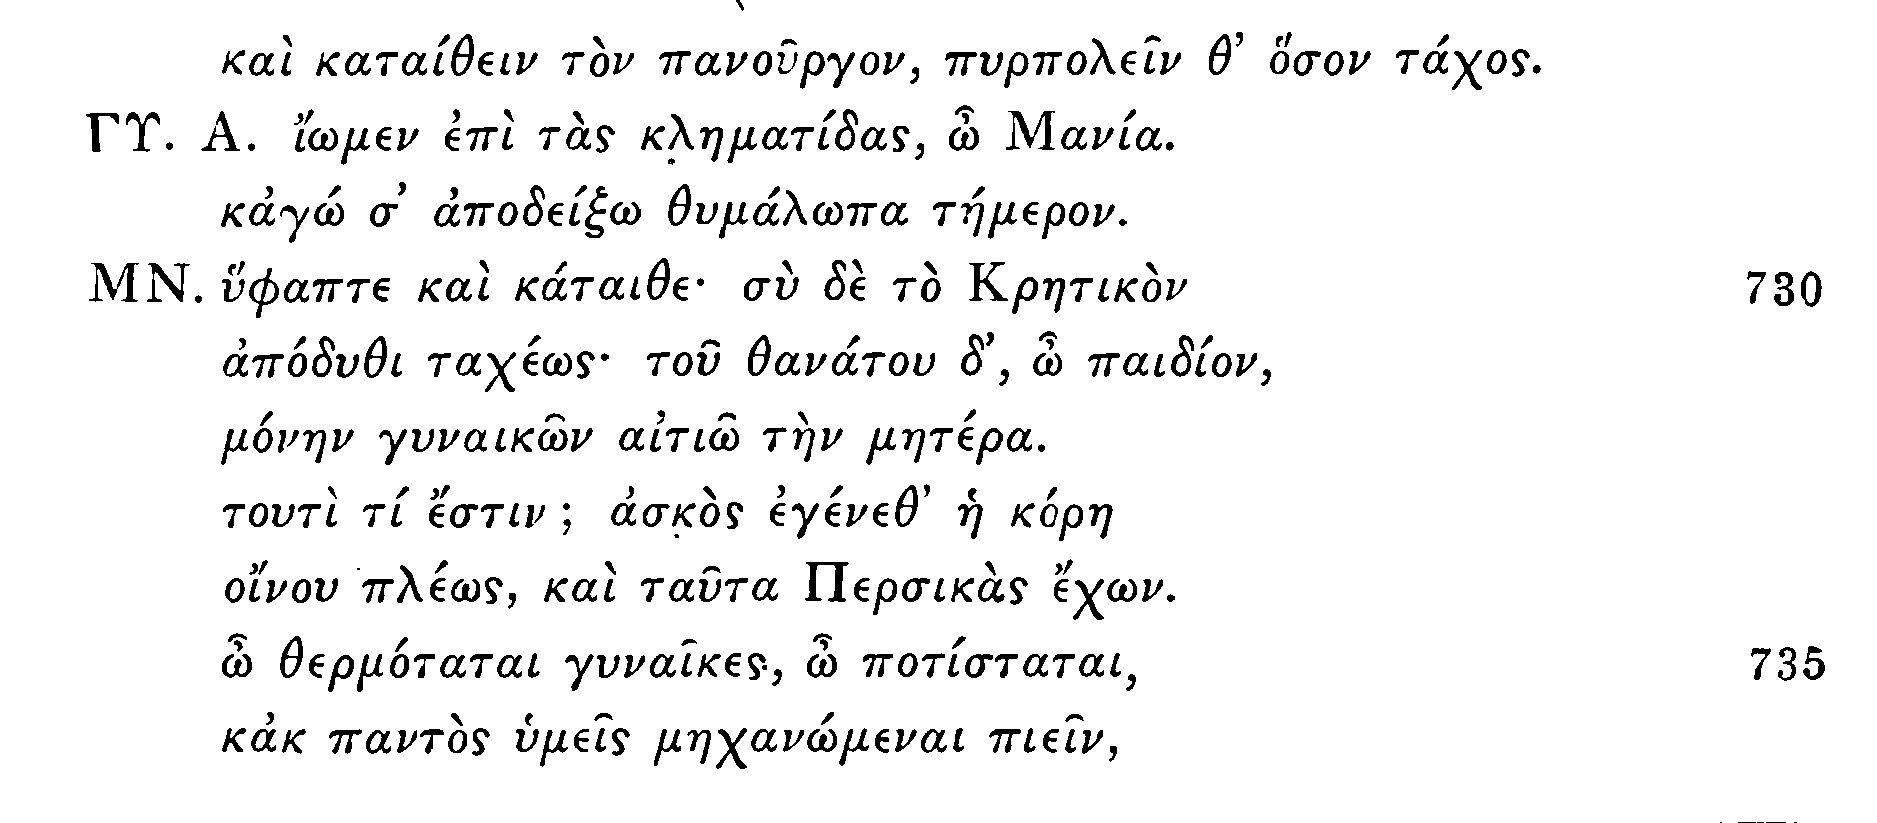 καὶ καταίθειν τὸν πανοῦργον, πυρπολεῖν θ’ ὅσον τάχος.
ΓΥ. Α. ἴωμεν ἐπὶ τὰς κληματίδας, ὦ Μανία.
κἀγώ σ’ ἀποδείξω θυμάλωπα τήμερον.
ΜΝ. ὕφαπτε καὶ κάταιθε· σὺ δὲ τὸ Κρητικὸν 730
ἀπόδυθι ταχέως· τοῦ θανάτου δ’, ὦ παιδίον,
μόνην γυναικῶν αἰτιῶ τὴν μητέρα.
τουτὶ τί ἔστιν; ἀσκὸς ἐγένεθ’ ἡ κόρη
οἴνου πλέως, καὶ ταῦτα Περσικὰς ἔχων.
ὦ θερμόταται γυναῖκες, ὦ ποτίσταται, 735
κἀκ παντὸς ὑμεῖς μηχανώμεναι πιεῖν,